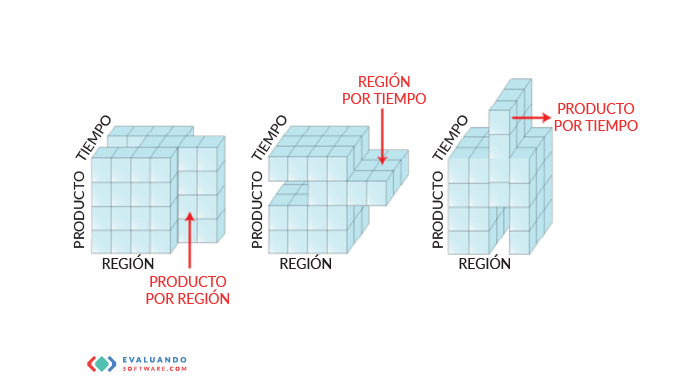 TIEMPO
PRODUCTO
REGIÓN
PRODUCTO
POR REGIÓN
TIEMPO
PRODUCTO
REGIÓN
REGIÓN
POR TIEMPO
TIEMPO
PRODUCTO
REGIÓN
PRODUCTO
POR TIEMPO
EVALUANDO
SOFTWARE.COM